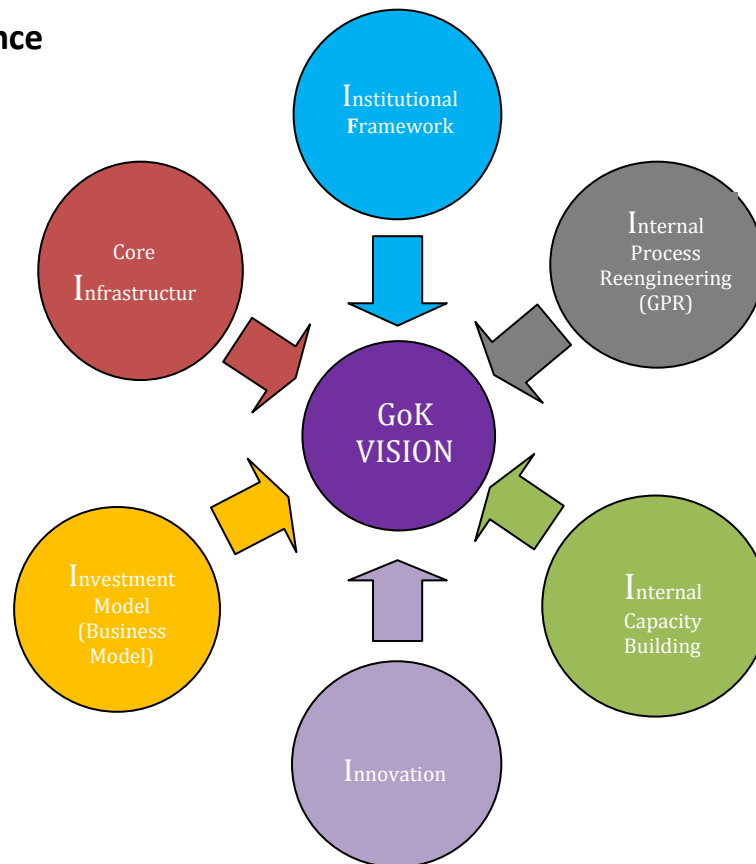 nce
Institutional
Framework
Core
Infrastructur
Internal
Process
Reengineering
(GPR)
GoK
VISION
Investment
Model
(Business
Model)
Internal
Capacity
Building
Innovation